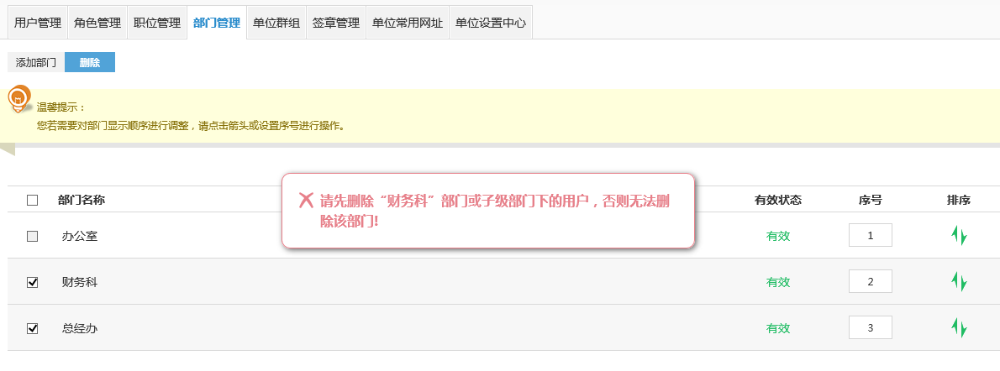 用户管理 角色管理 职位管理 部门管理 单位群组 签章管理 单位常用网址 单位设置中心
添加部门 删除
温馨提示：
您若需要对部门显示顺序进行调整，请点击箭头或设置序号进行操作。
请先删除“财务科”部门或子级部门下的用户，否则无法删
除该部门!
部门名称 有效状态 序号 排序
办公室 有效 1
财务科 有效 2
总经办 有效 3